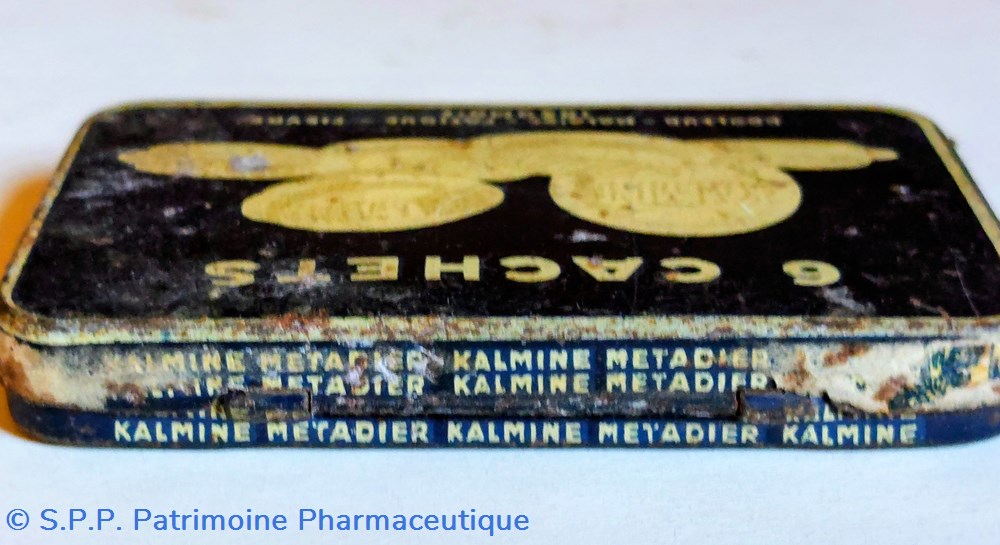 6 CACHETS
KALMINE
KALMINE METADIER KALMINE METADIER
METADIER KALMINE METADIER
KALMINE METADIER KALMINE METADIER KALMINE
© S.P.P. Patrimoine Pharmaceutique